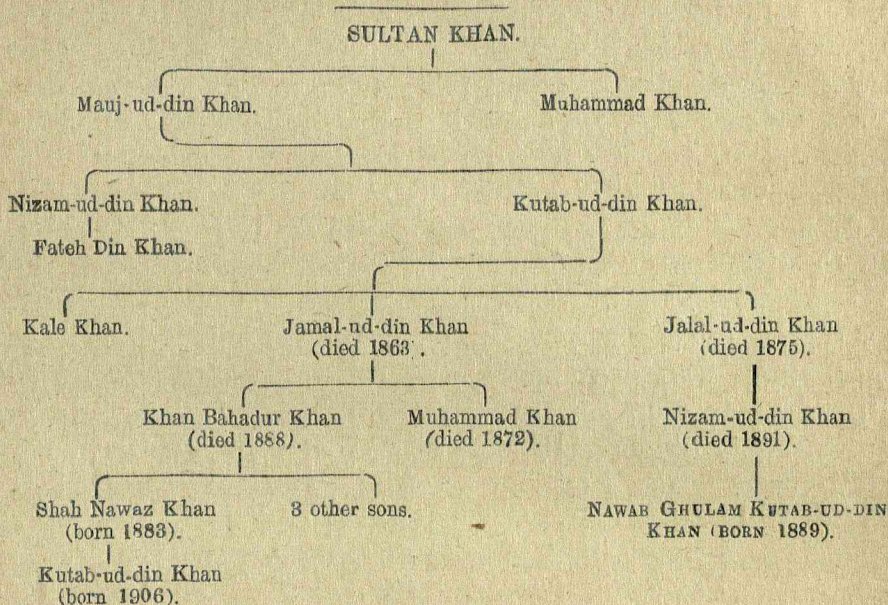 SULTAN KHAN.
Mauj-ud-din Khan. Muhammad Khan.
Nizam-ud-din Khan. Kutab-ud-din Khan.
Fateh Din Khan.
Kale Khan. Jamal-ud-din Khan Jalal-ud-din Khan
(died 1863). (died 1875).
Khan Bahadur Khan Muhammad Khan Nizam-ud-din Khan
(died 1888). (died 1872). (died 1891).
Shah Nawaz Khan 3 other sons. NAWAB GHULAM KUTAB-UD-DIN
(born 1883). KHAN (BORN 1889).
Kutab-ud-din Khan
(born 1906).